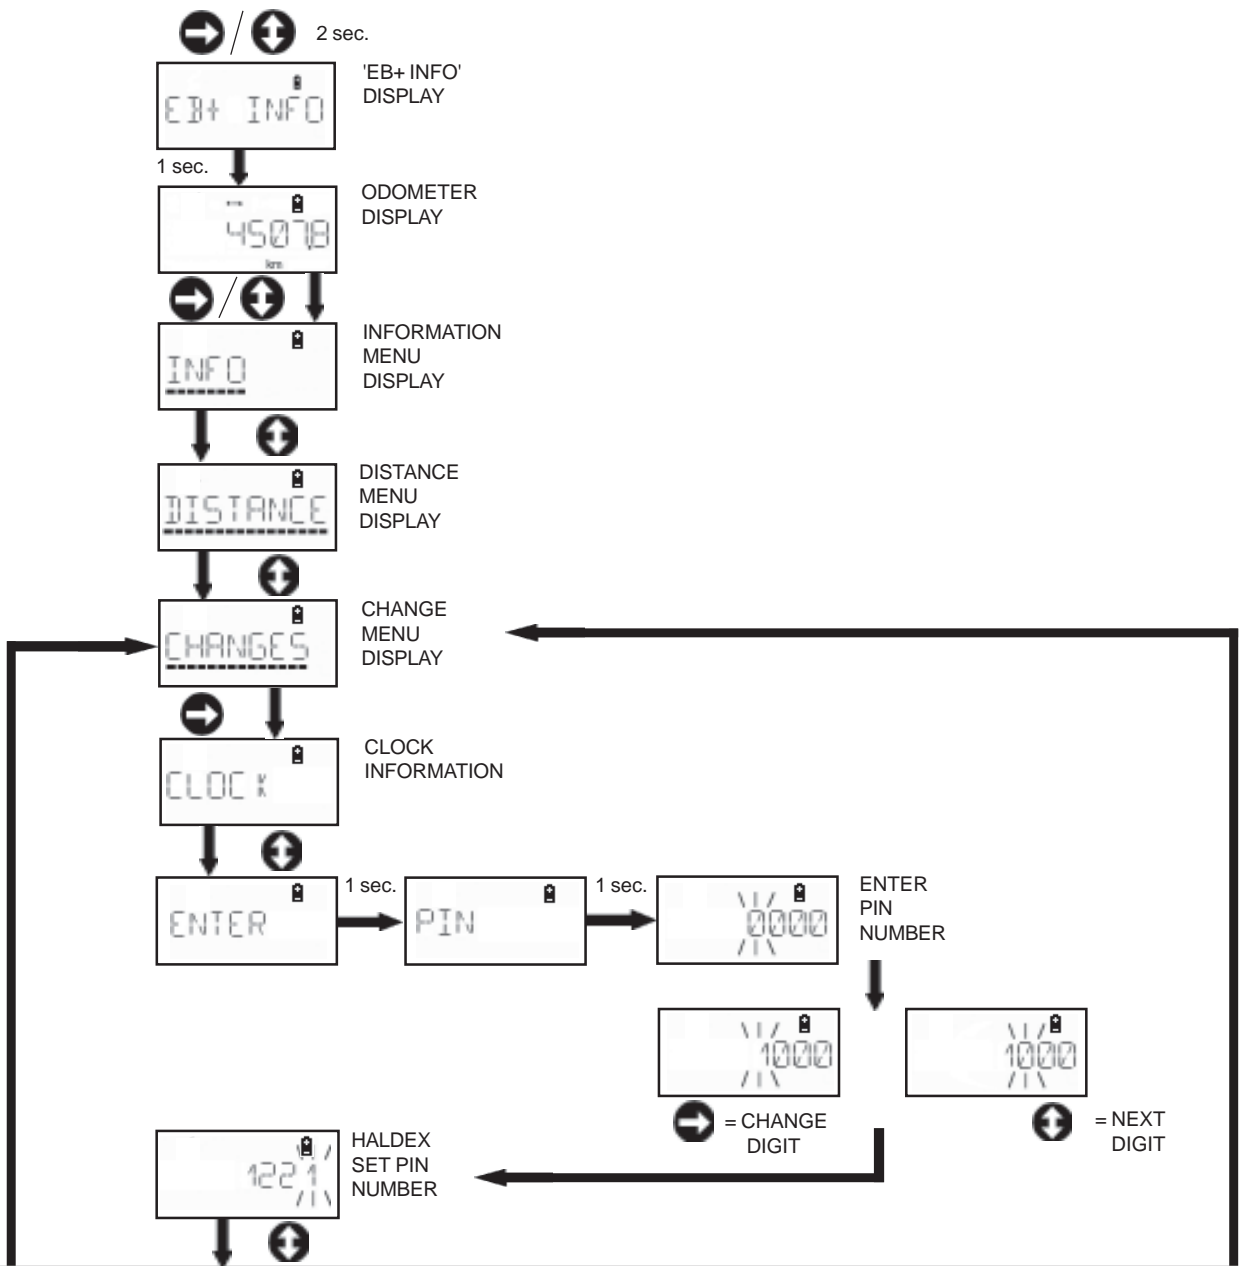 2 sec.
'EB+ INFO'
DISPLAY
EB+ INFO
1 sec.
ODOMETER
DISPLAY
4507,8
km
INFORMATION
MENU
DISPLAY
INFO
DISTANCE
MENU
DISPLAY
DISTANCE
CHANGE
MENU
DISPLAY
CHANGES
CLOCK
INFORMATION
CLOCK
ENTER
1 sec.
PIN
1 sec.
0000
ENTER
PIN
NUMBER
1000
1000
= CHANGE
DIGIT
= NEXT
DIGIT
1221
HALDEX
SET PIN
NUMBER